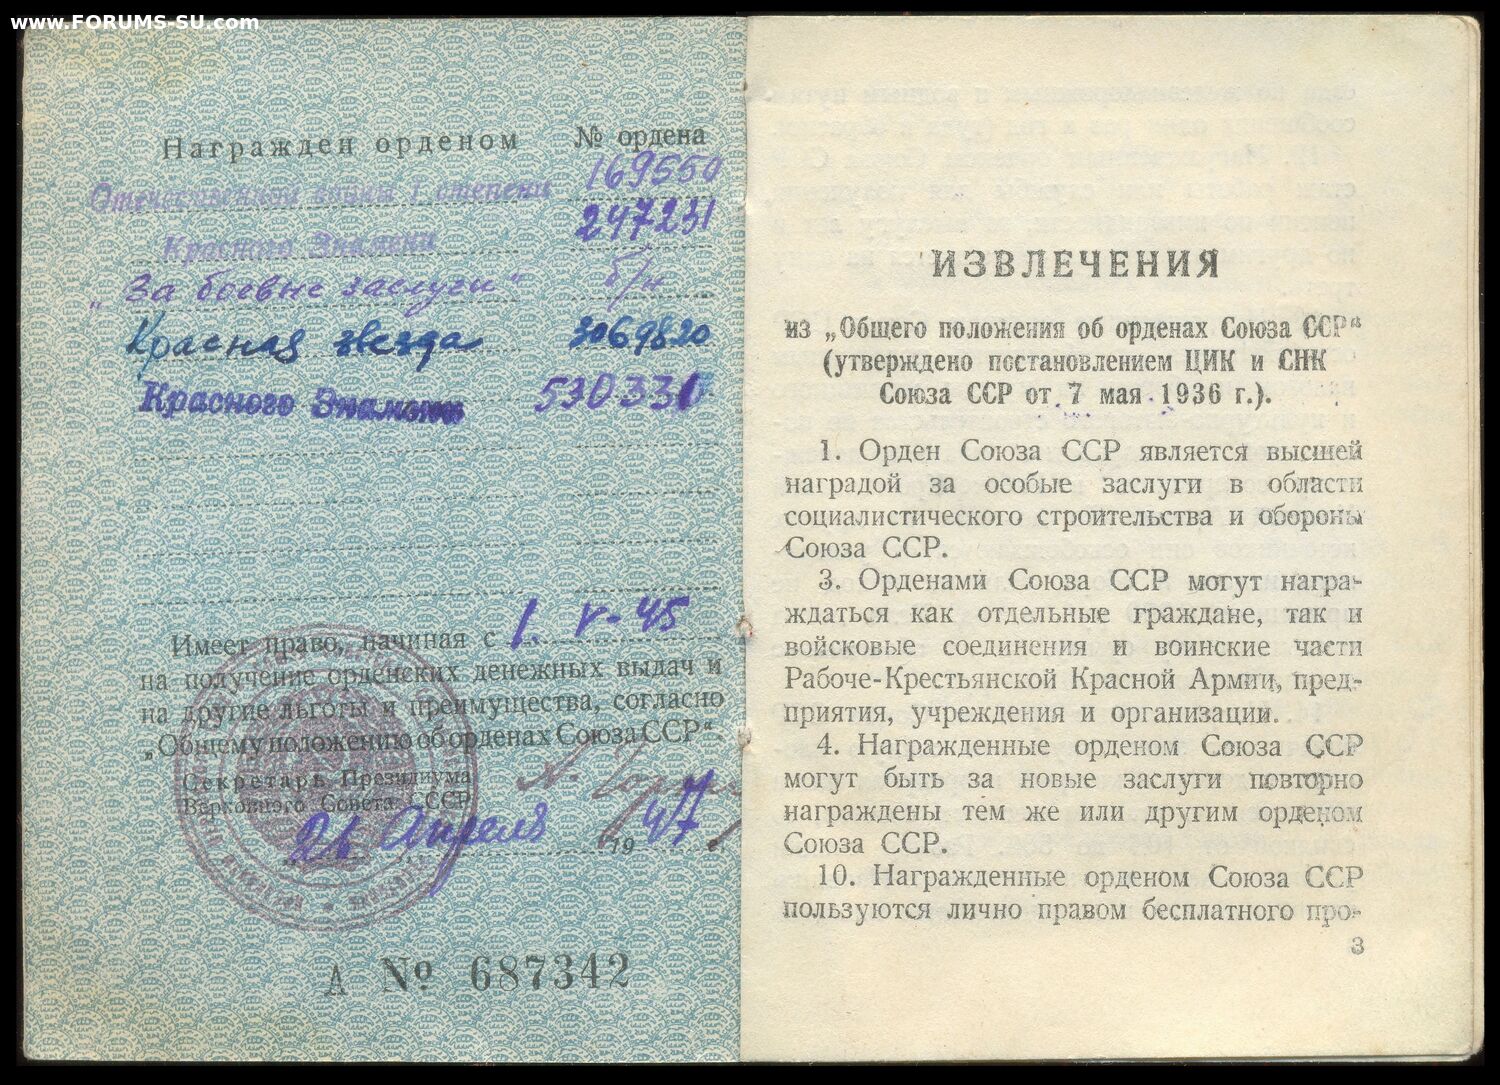 www.FORUMS-SU.com
Награжден орденом № ордена
Отечественной войны I степени 169550
Красного Знамени 247231
„За боевые заслуги“ б/н
Красная звезда 3069820
Красного Знамени 530331
Имеет право, начиная с 1. V-45
на получение орденских денежных выдач и
на другие льготы и преимущества, согласно
„Общему положению об орденах Союза ССР“.
Секретарь Президиума
Верховного Совета СССР
26 Апреля 1947
А № 687342
ИЗВЛЕЧЕНИЯ
из „Общего положения об орденах Союза ССР“
(утверждено постановлением ЦИК и СНК
Союза ССР от 7 мая 1936 г.).
1. Орден Союза ССР является высшей
наградой за особые заслуги в области
социалистического строительства и обороны
Союза ССР.
3. Орденами Союза ССР могут награ-
ждаться как отдельные граждане, так и
войсковые соединения и воинские части
Рабоче-Крестьянской Красной Армии, пред-
приятия, учреждения и организации.
4. Награжденные орденом Союза ССР
могут быть за новые заслуги повторно
награждены тем же или другим орденом
Союза ССР.
10. Награжденные орденом Союза ССР
пользуются лично правом бесплатного про-
3